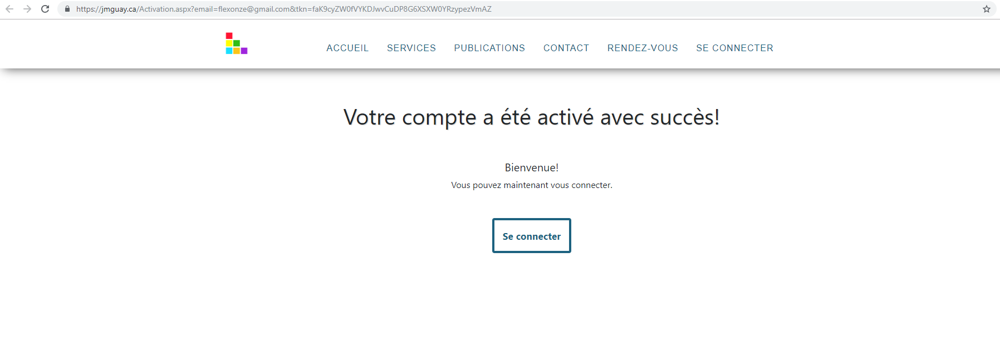 https://jmguay.ca/Activation.aspx?email=flexonze@gmail.com&tkn=faK9cyZW0fVYKDJwvCuDP8G6XSXW0YRzypezVmAZ
ACCUEIL SERVICES PUBLICATIONS CONTACT RENDEZ-VOUS SE CONNECTER
Votre compte a été activé avec succès!
Bienvenue!
Vous pouvez maintenant vous connecter.
Se connecter